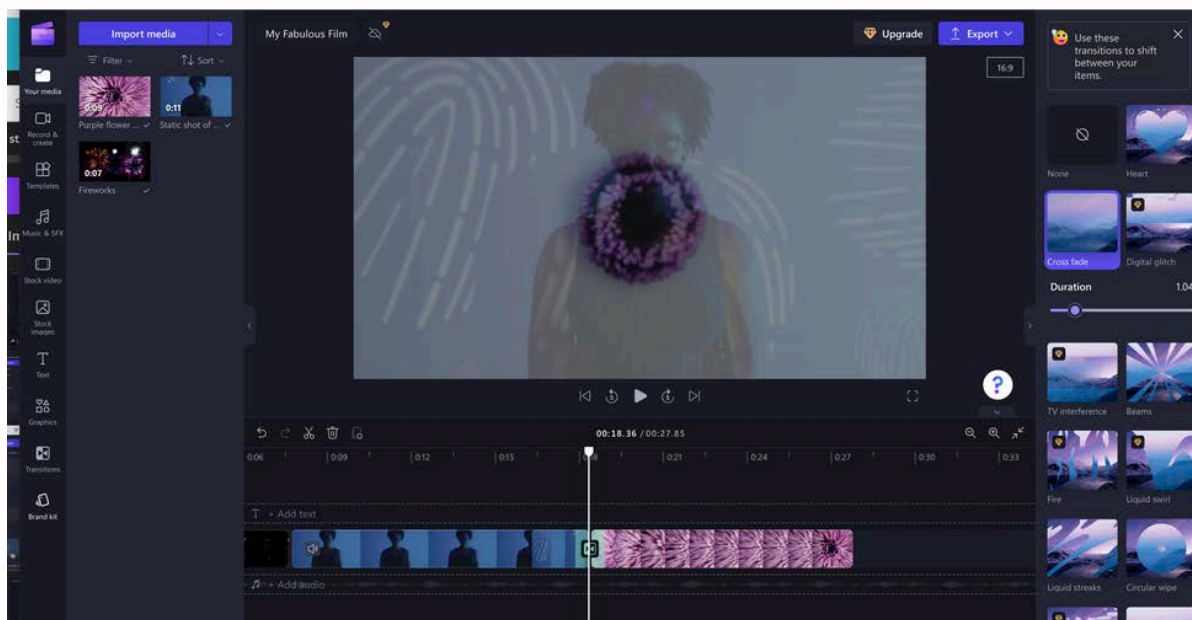 Import media
My Fabulous Film
Upgrade
Export
Use these
transitions to shift
between your
items.
Filter
Sort
16:9
Your media
0:09
0:11
Purple flower ...
Static shot of ...
Record &
create
0:07
Fireworks
None
Heart
Templates
Music & SFX
Stock video
Cross fade
Digital glitch
Duration
1.04
Stock
images
Text
TV interference
Beams
Graphics
00:18.36 / 00:27.85
0:06
0:09
0:12
0:15
0:21
0:24
0:27
0:30
0:33
Transitions
Fire
Liquid swirl
Brand kit
T + Add text
+ Add audio
Liquid streaks
Circular wipe